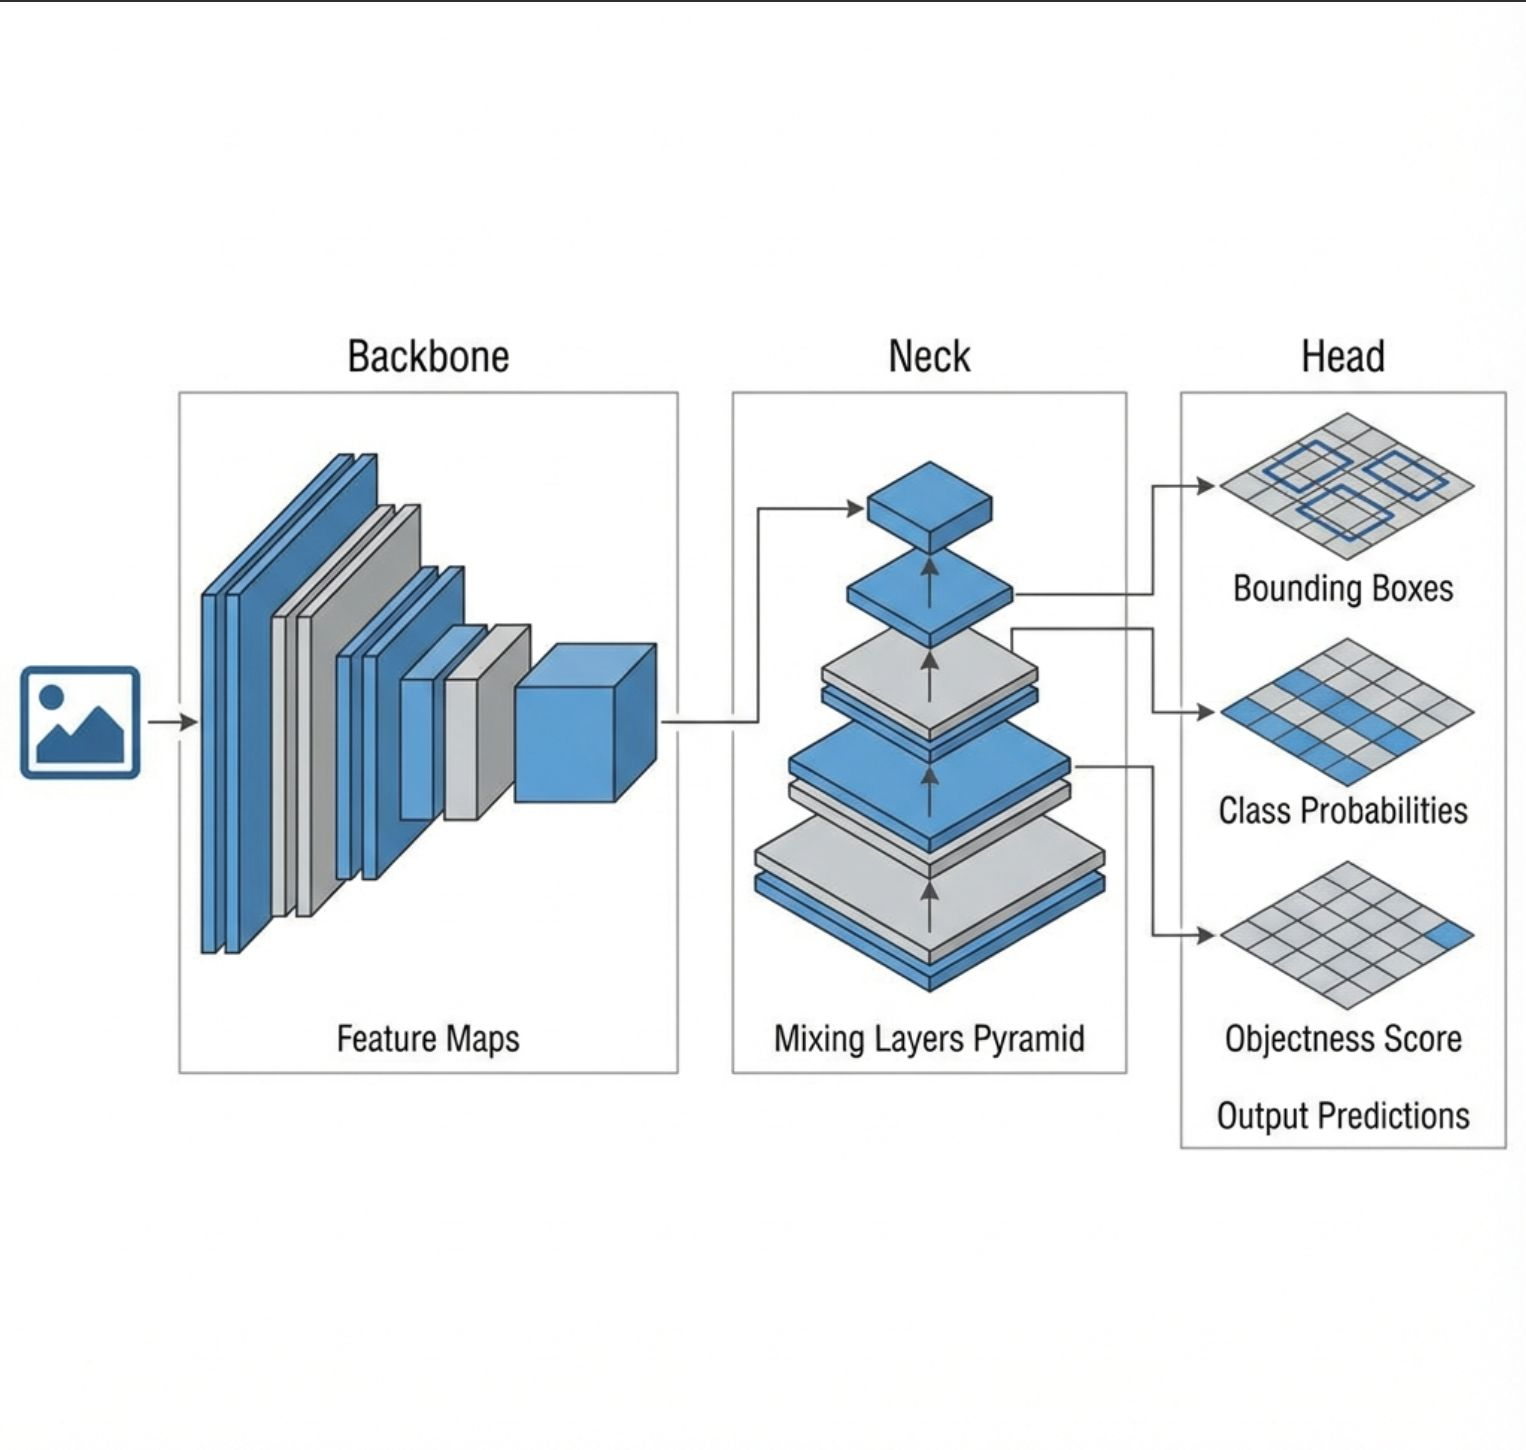 Backbone
Neck
Head
Bounding Boxes
Class Probabilities
Feature Maps
Mixing Layers Pyramid
Objectness Score
Output Predictions